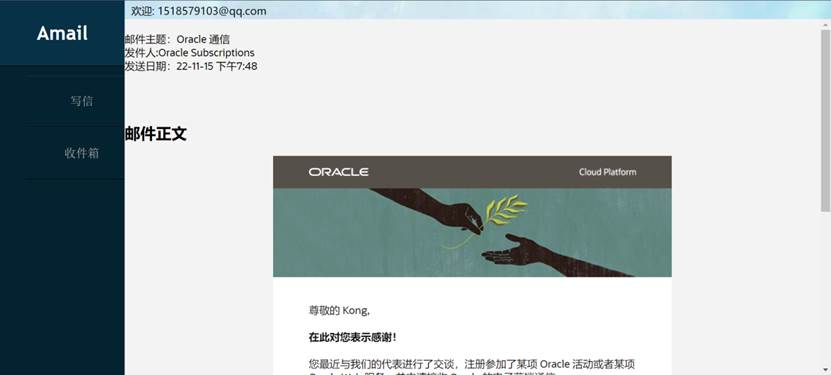 Amail
欢迎: 1518579103@qq.com
邮件主题：Oracle 通信
发件人:Oracle Subscriptions
发送日期：22-11-15 下午7:48
写信
收件箱
邮件正文
ORACLE
Cloud Platform
尊敬的 Kong,
在此对您表示感谢！
您最近与我们的代表进行了交谈，注册参加了某项 Oracle 活动或者某项